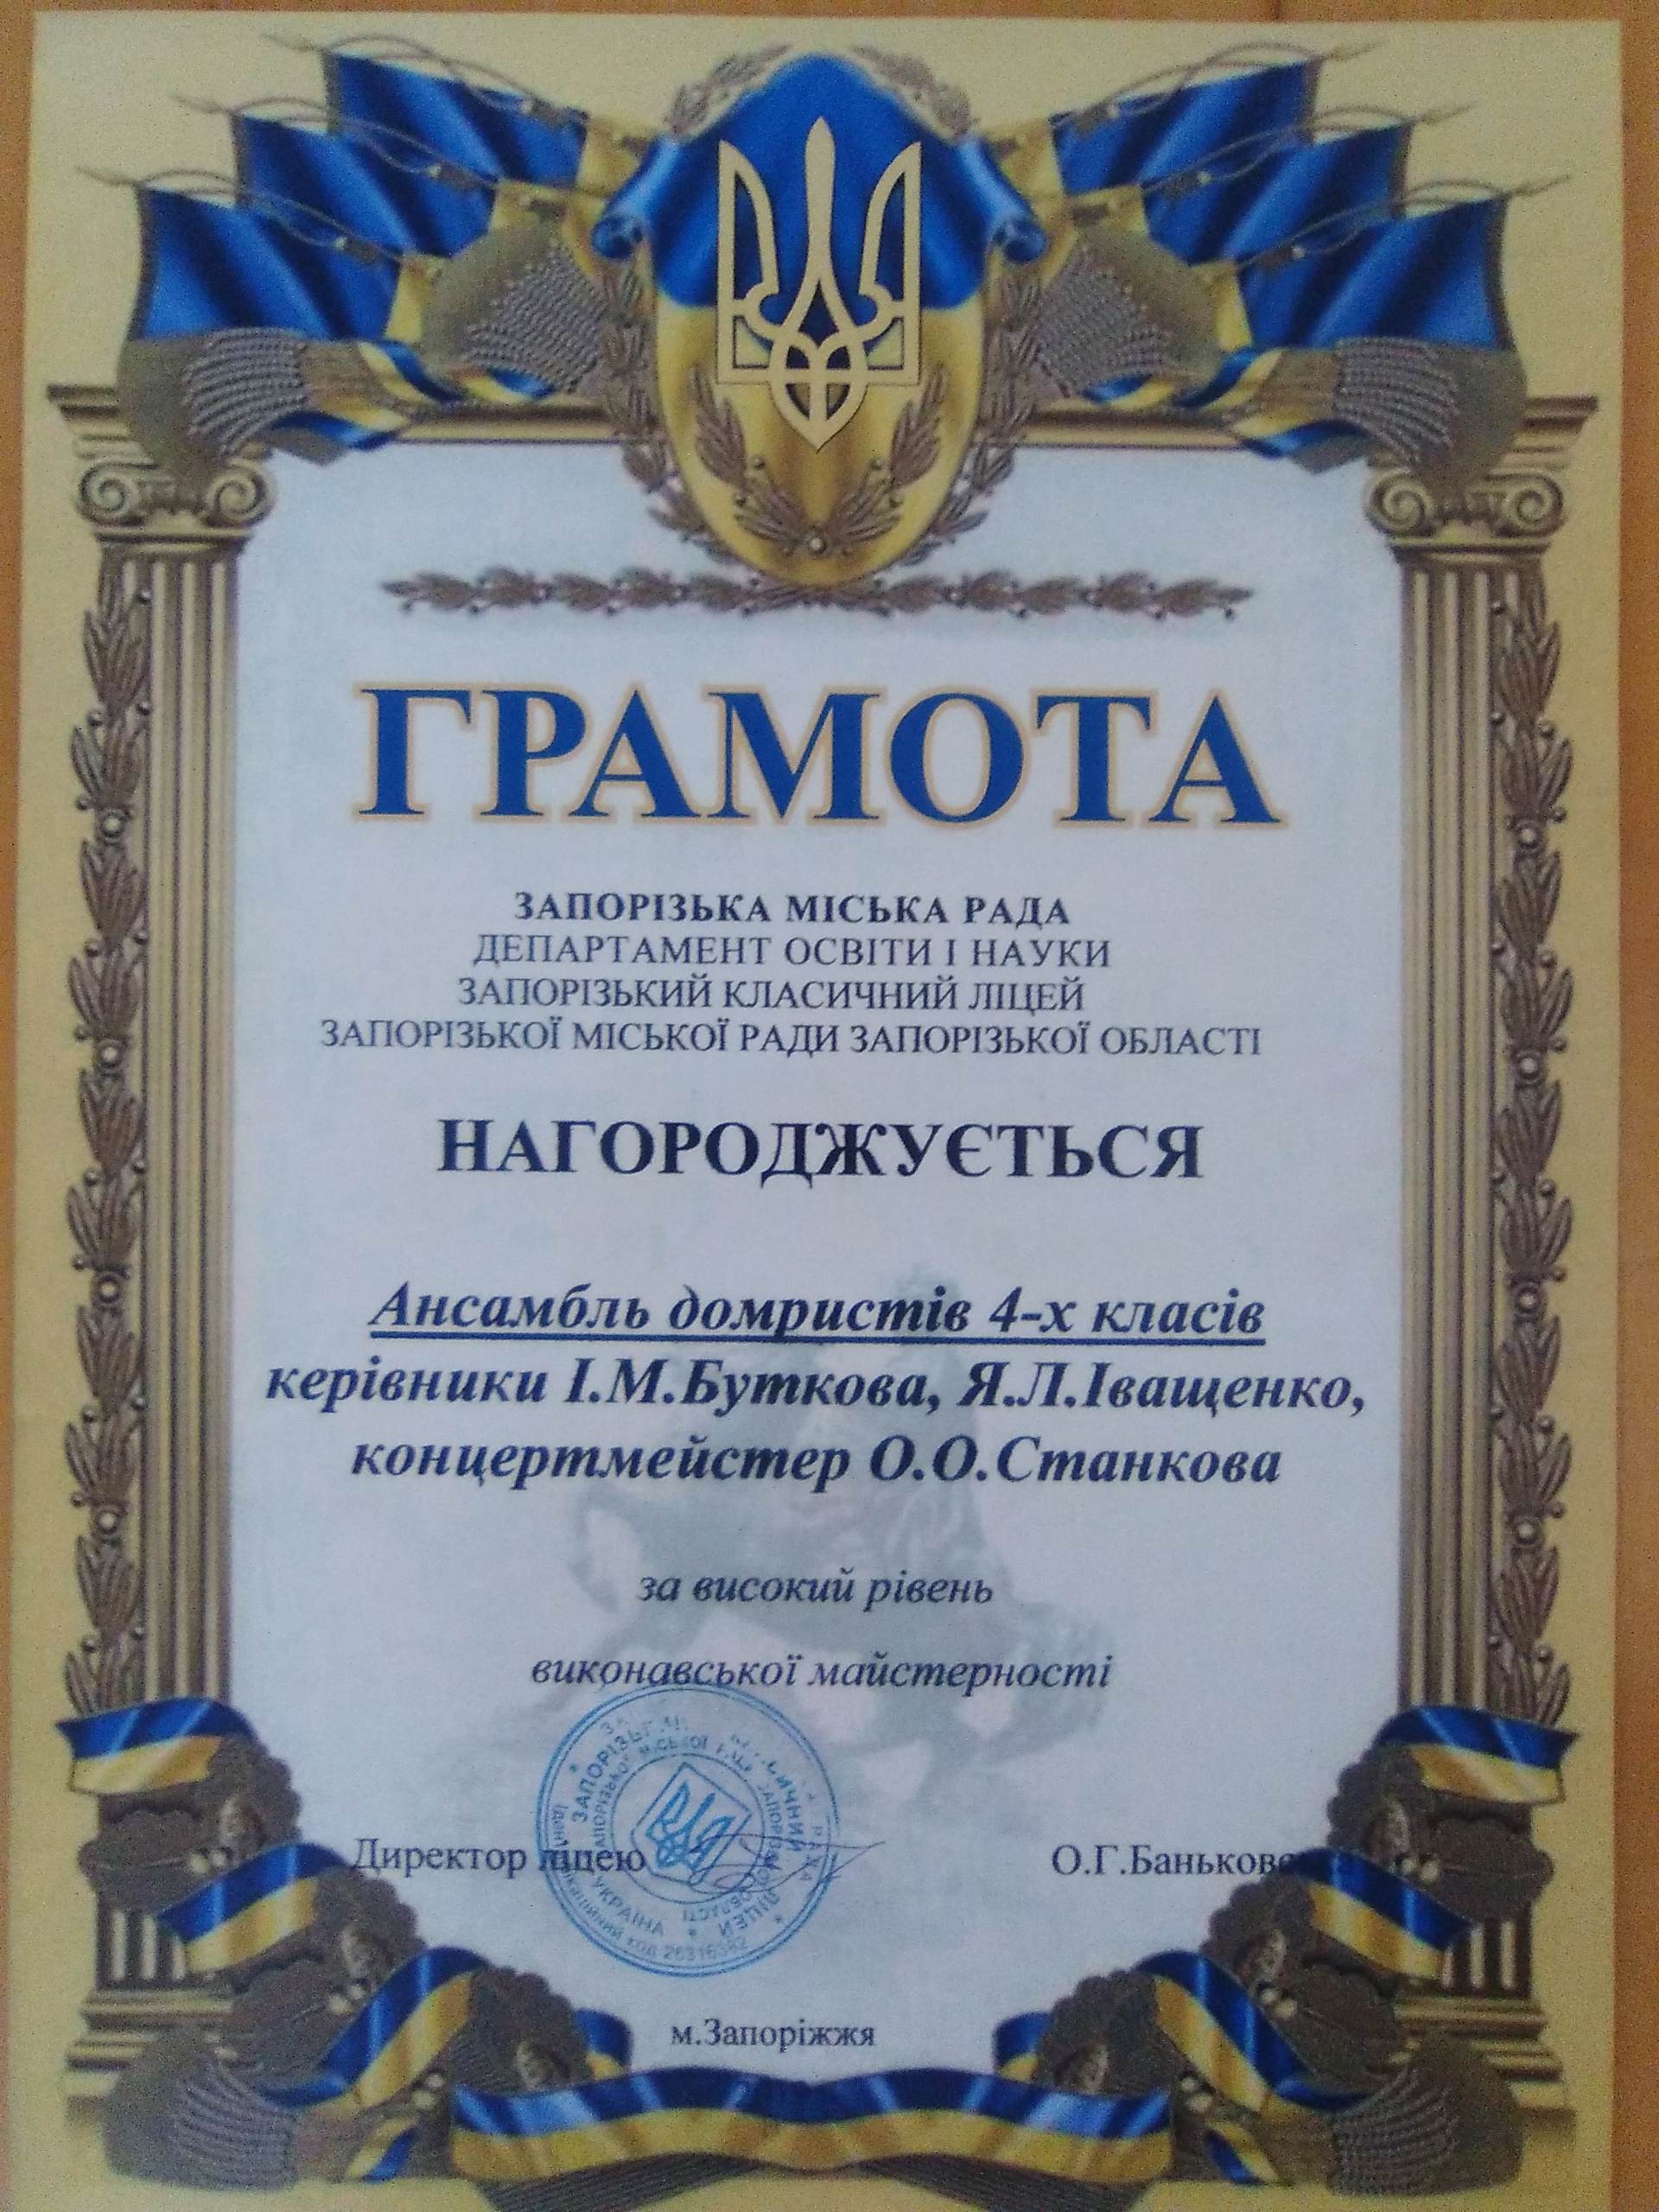 ГРАМОТА
ЗАПОРІЗЬКА МІСЬКА РАДА
ДЕПАРТАМЕНТ ОСВІТИ І НАУКИ
ЗАПОРІЗЬКИЙ КЛАСИЧНИЙ ЛІЦЕЙ
ЗАПОРІЗЬКОЇ МІСЬКОЇ РАДИ ЗАПОРІЗЬКОЇ ОБЛАСТІ
НАГОРОДЖУЄТЬСЯ
Ансамбль домристів 4-х класів
керівники І.М.Буткова, Я.Л.Іващенко,
концертмейстер О.О.Станкова
за високий рівень
виконавської майстерності
Директор ліцею
О.Г.
УКРАЇНА
м.Запоріжжя